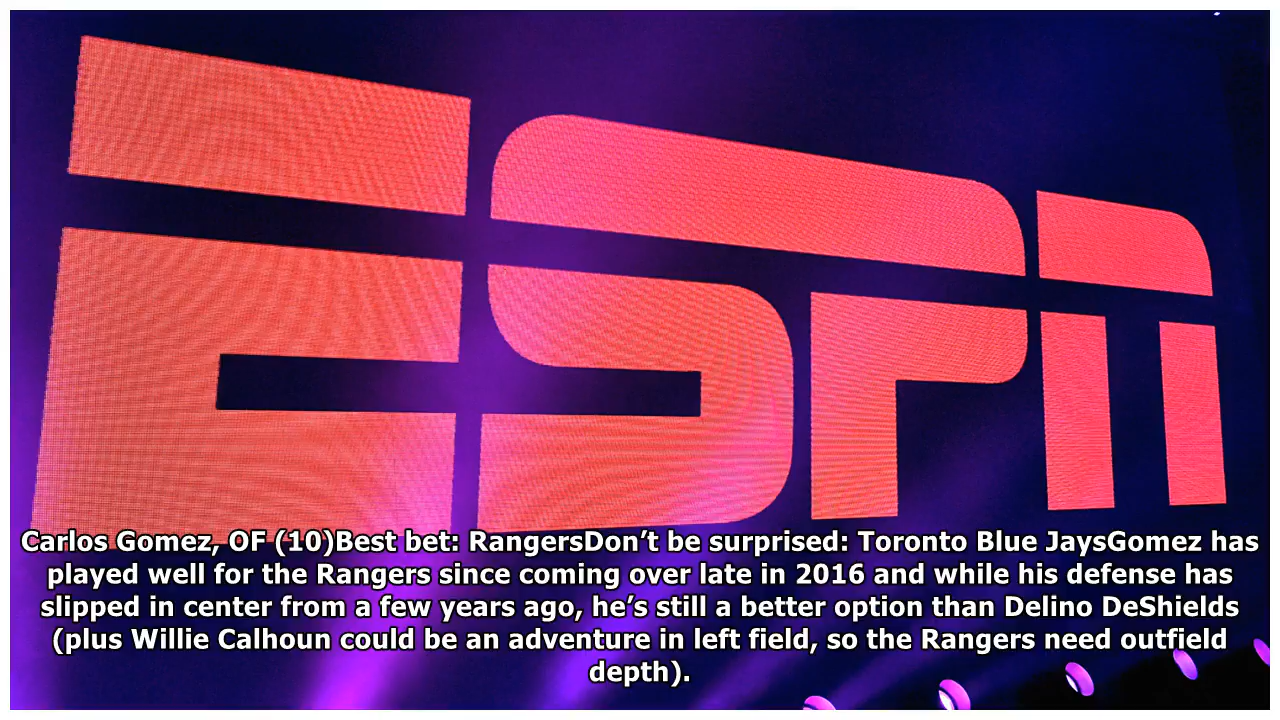 ESPN
Carlos Gomez, OF (10)Best bet: RangersDon’t be surprised: Toronto Blue JaysGomez has
played well for the Rangers since coming over late in 2016 and while his defense has
slipped in center from a few years ago, he’s still a better option than Delino DeShields
(plus Willie Calhoun could be an adventure in left field, so the Rangers need outfield
depth).